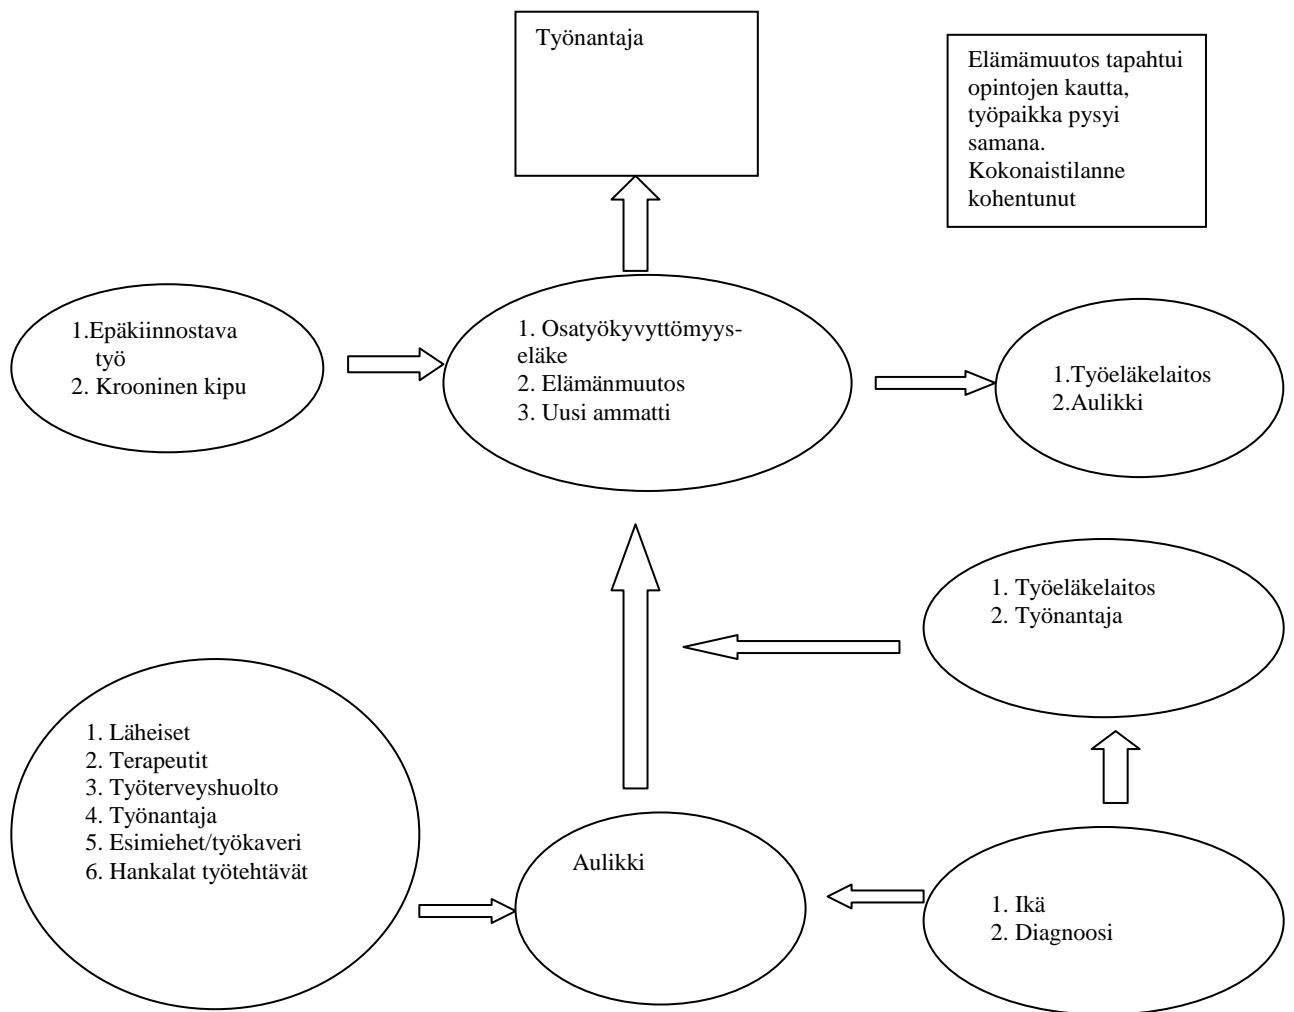 Työnantaja
Elämämuutos tapahtui
opintojen kautta,
työpaikka pysyi
samana.
Kokonaistilanne
kohentunut
1.Epäkiinnostava
työ
2. Krooninen kipu
1. Osatyökyvyttömyys-
eläke
2. Elämänmuutos
3. Uusi ammatti
1.Työeläkelaitos
2.Aulikki
1. Työeläkelaitos
2. Työnantaja
1. Läheiset
2. Terapeutit
3. Työterveyshuolto
4. Työnantaja
5. Esimiehet/työkaveri
6. Hankalat työtehtävät
Aulikki
1. Ikä
2. Diagnoosi